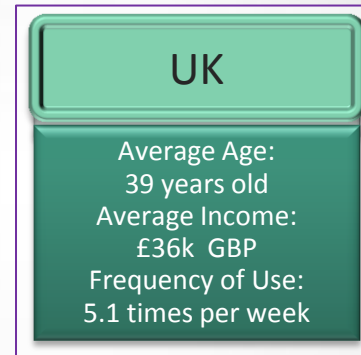 UK
Average Age:
39 years old
Average Income:
£36k GBP
Frequency of Use:
5.1 times per week